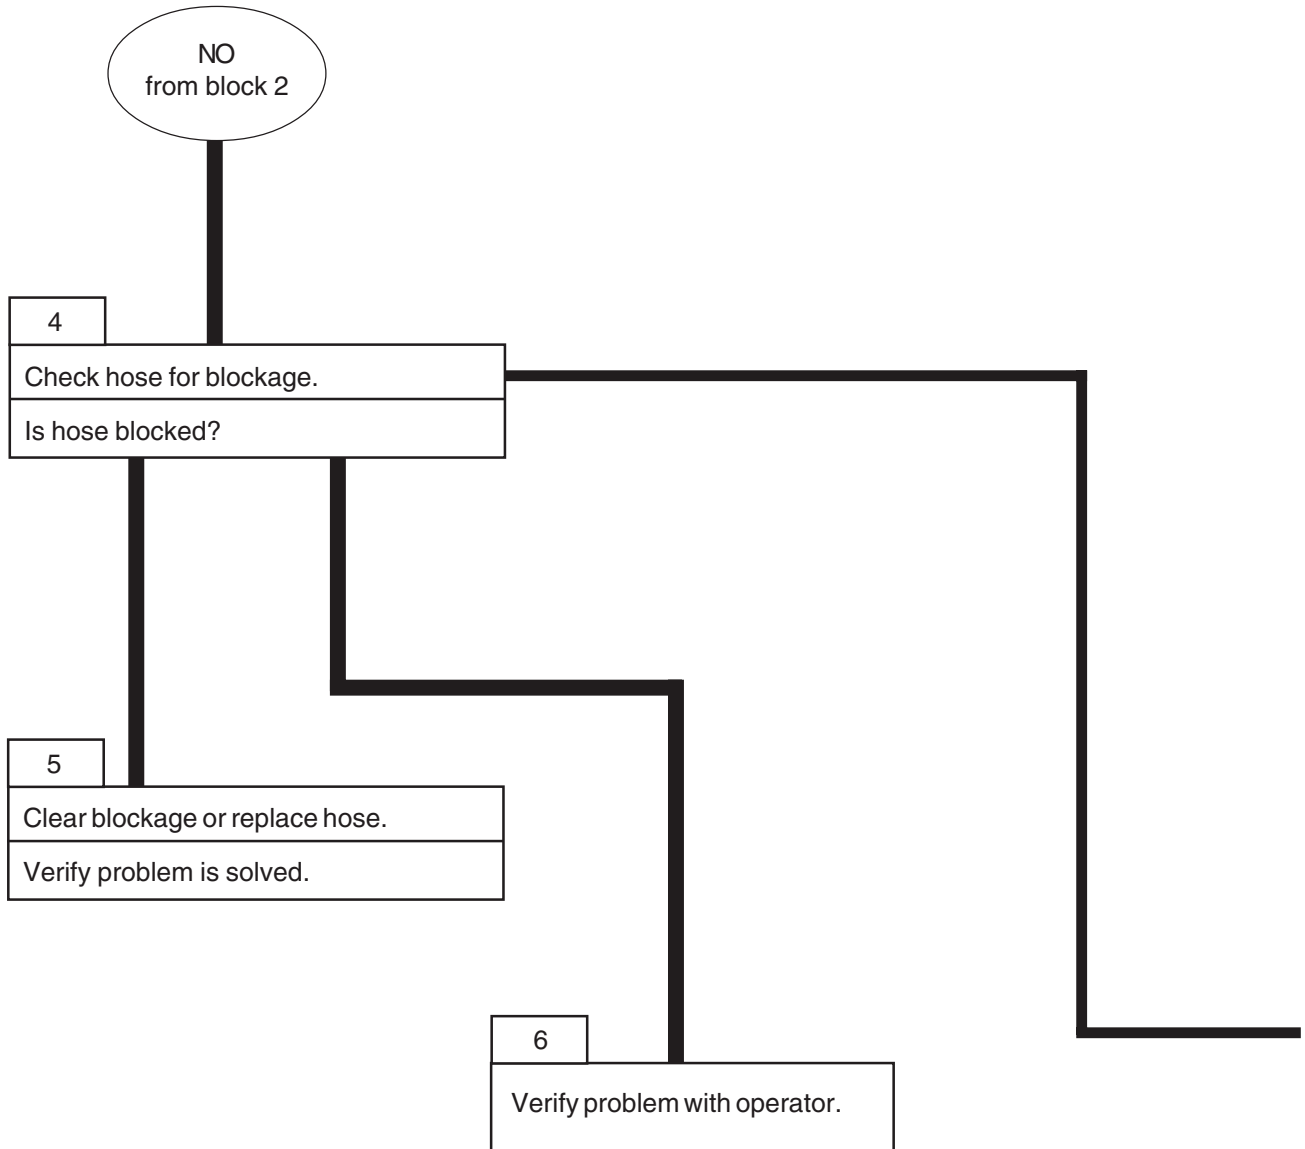 NO
from block 2
4
Check hose for blockage.
Is hose blocked?
5
Clear blockage or replace hose.
Verify problem is solved.
6
Verify problem with operator.